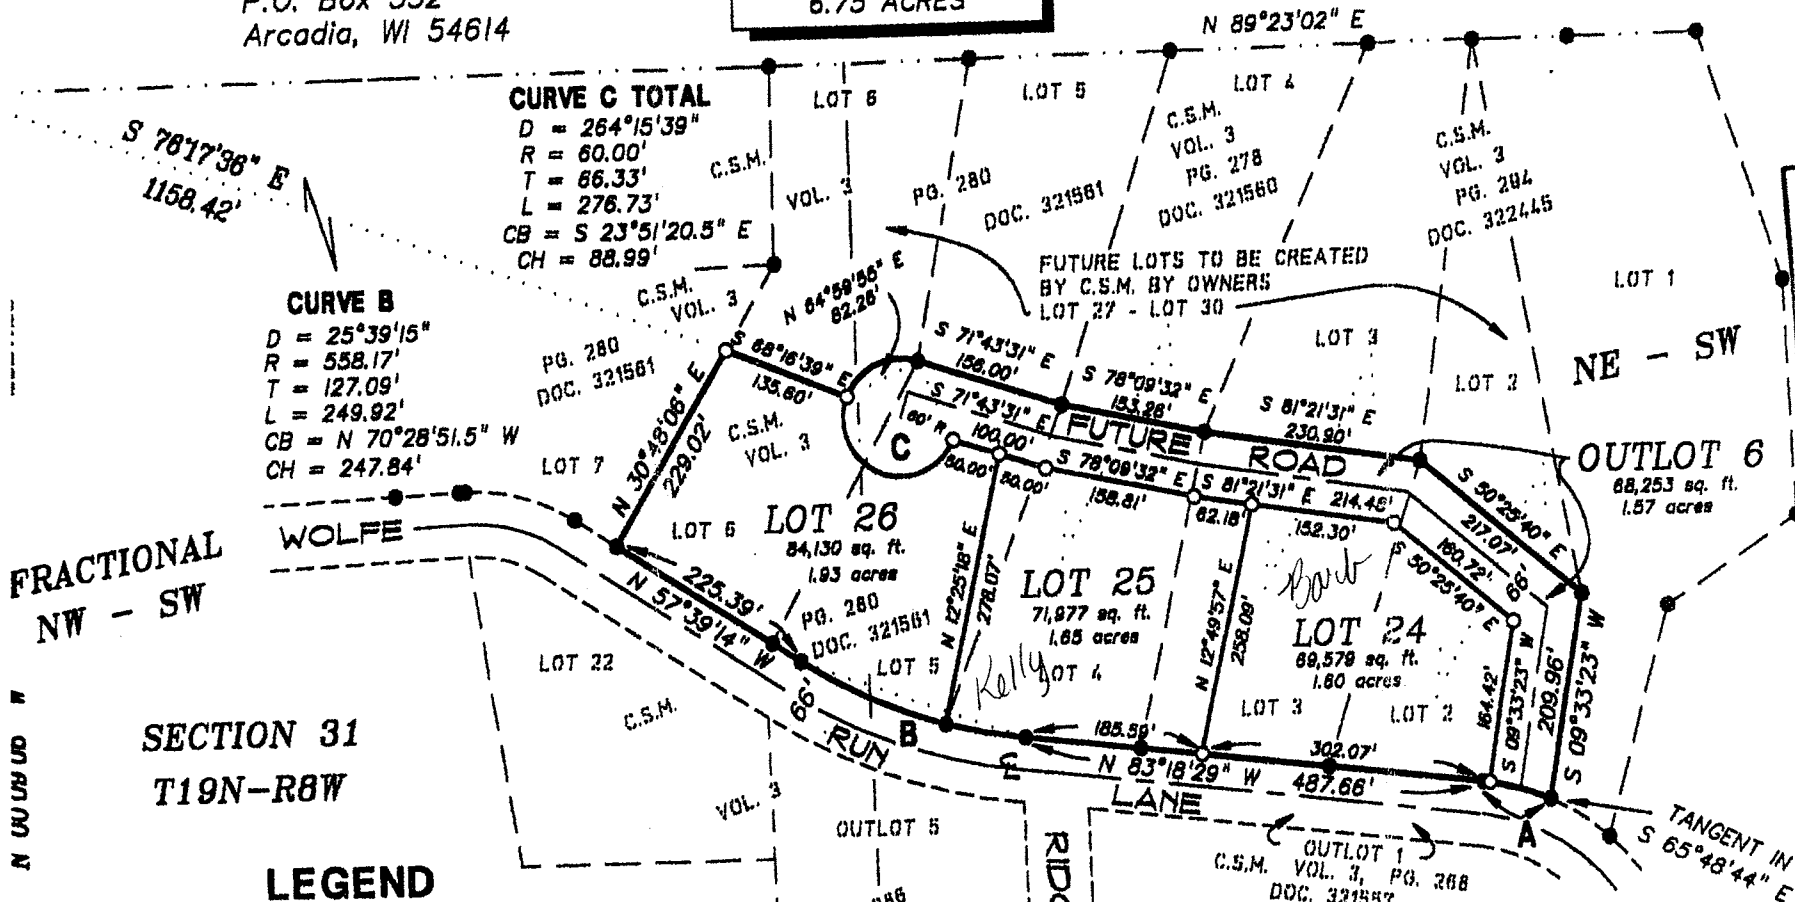 Arcadia, WI 54614
6.75 ACRES
N 89°23'02" E
CURVE C TOTAL
D = 264°15'39"
R = 60.00'
T = 66.33'
L = 276.73'
CB = S 23°51'20.5" E
CH = 88.99'
S 78°17'36" E
1158.42'
CURVE B
D = 25°39'15"
R = 558.17'
T = 127.09'
L = 249.92'
CB = N 70°28'51.5" W
CH = 247.84'
LOT 6
LOT 5
LOT 4
C.S.M.
VOL. 3
PG. 280
DOC. 321561
C.S.M.
VOL. 3
PG. 278
DOC. 321560
C.S.M.
VOL. 3
PG. 284
DOC. 322445
LOT 1
FUTURE LOTS TO BE CREATED
BY C.S.M. BY OWNERS
LOT 27 - LOT 30
LOT 3
LOT 2
NE - SW
C.S.M.
VOL. 3
PG. 280
DOC. 321561
LOT 7
N 64°59'56" E
82.26'
S 68°16'39" E
135.60'
S 71°43'31" E
156.00'
S 78°09'32" E
153.26'
S 81°21'31" E
230.90'
OUTLOT 6
68,253 sq. ft.
1.57 acres
S 50°25'40" E
217.07'
N 30°48'06" E
229.02'
C.S.M.
VOL. 3
C
60' R
S 71°43'31" E
100.00'
50.00'
50.00'
FUTURE ROAD
S 78°09'32" E
158.81'
S 81°21'31" E 214.48'
62.18'
152.30'
160.72'
S 50°25'40" E
66'
WOLFE
LOT 6
LOT 26
84,130 sq. ft.
1.93 acres
PG. 280
DOC. 321561
LOT 5
N 12°25'18" E
278.07'
LOT 25
71,977 sq. ft.
1.65 acres
Kelly
LOT 4
N 12°49'57" E
258.09'
Barb
LOT 24
69,579 sq. ft.
1.60 acres
LOT 3
LOT 2
164.42'
S 09°33'23" W
209.96'
S 09°33'23" W
FRACTIONAL
NW - SW
225.39'
N 57°39'14" W
66'
LOT 22
C.S.M.
VOL. 3
SECTION 31
T19N-R8W
B
RUN
185.59'
302.07'
N 83°18'29" W
487.66'
LANE
A
TANGENT IN
S 65°48'44" E
OUTLOT 5
OUTLOT 1
C.S.M. VOL. 3, PG. 268
LEGEND